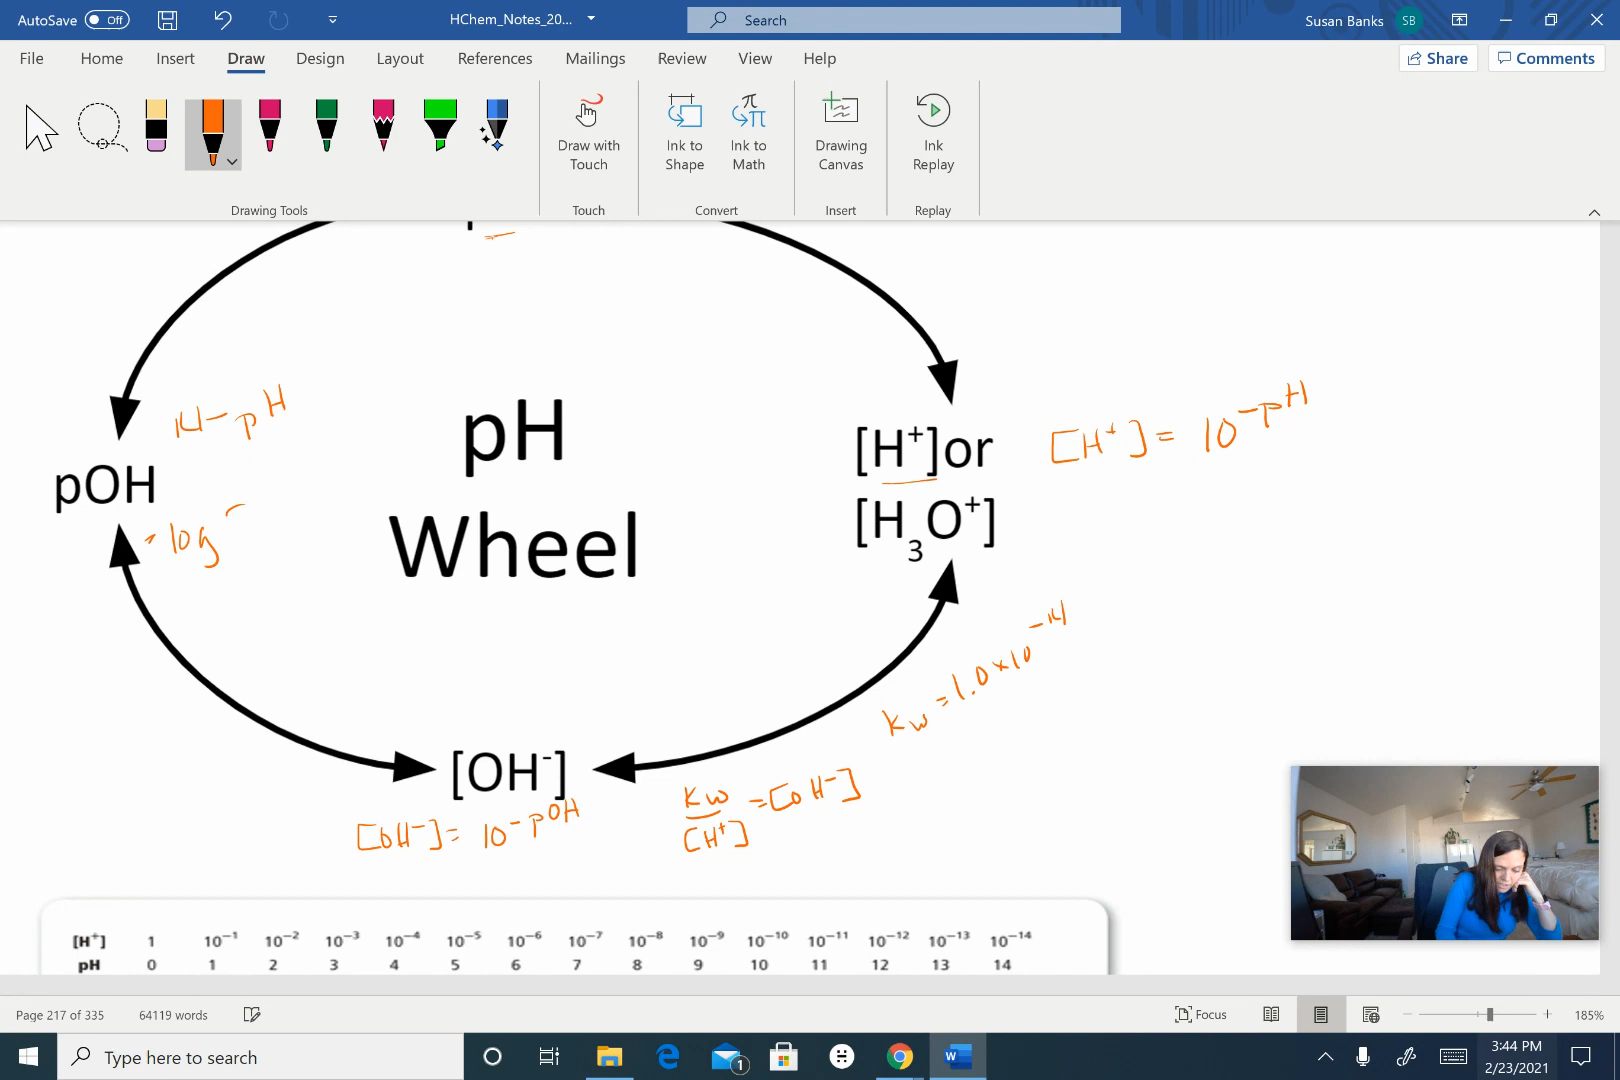 AutoSave Off HChem_Notes_20... Search Susan Banks SB
File Home Insert Draw Design Layout References Mailings Review View Help Share Comments
Draw with Touch
Ink to Shape
Ink to Math
Drawing Canvas
Ink Replay
Drawing Tools Touch Convert Insert Replay
14-pH
pOH
-log
pH
Wheel
[H⁺]or
[H₃O⁺]
[H⁺] = 10^-pH
Kw = 1.0×10^-14
[OH⁻]
[OH⁻] = 10^-pOH
Kw/[H⁺] = [OH⁻]
[H⁺] 1 10⁻¹ 10⁻² 10⁻³ 10⁻⁴ 10⁻⁵ 10⁻⁶ 10⁻⁷ 10⁻⁸ 10⁻⁹ 10⁻¹⁰ 10⁻¹¹ 10⁻¹² 10⁻¹³ 10⁻¹⁴
pH 0 1 2 3 4 5 6 7 8 9 10 11 12 13 14
Page 217 of 335 64119 words Focus 185%
Type here to search 1 3:44 PM
2/23/2021